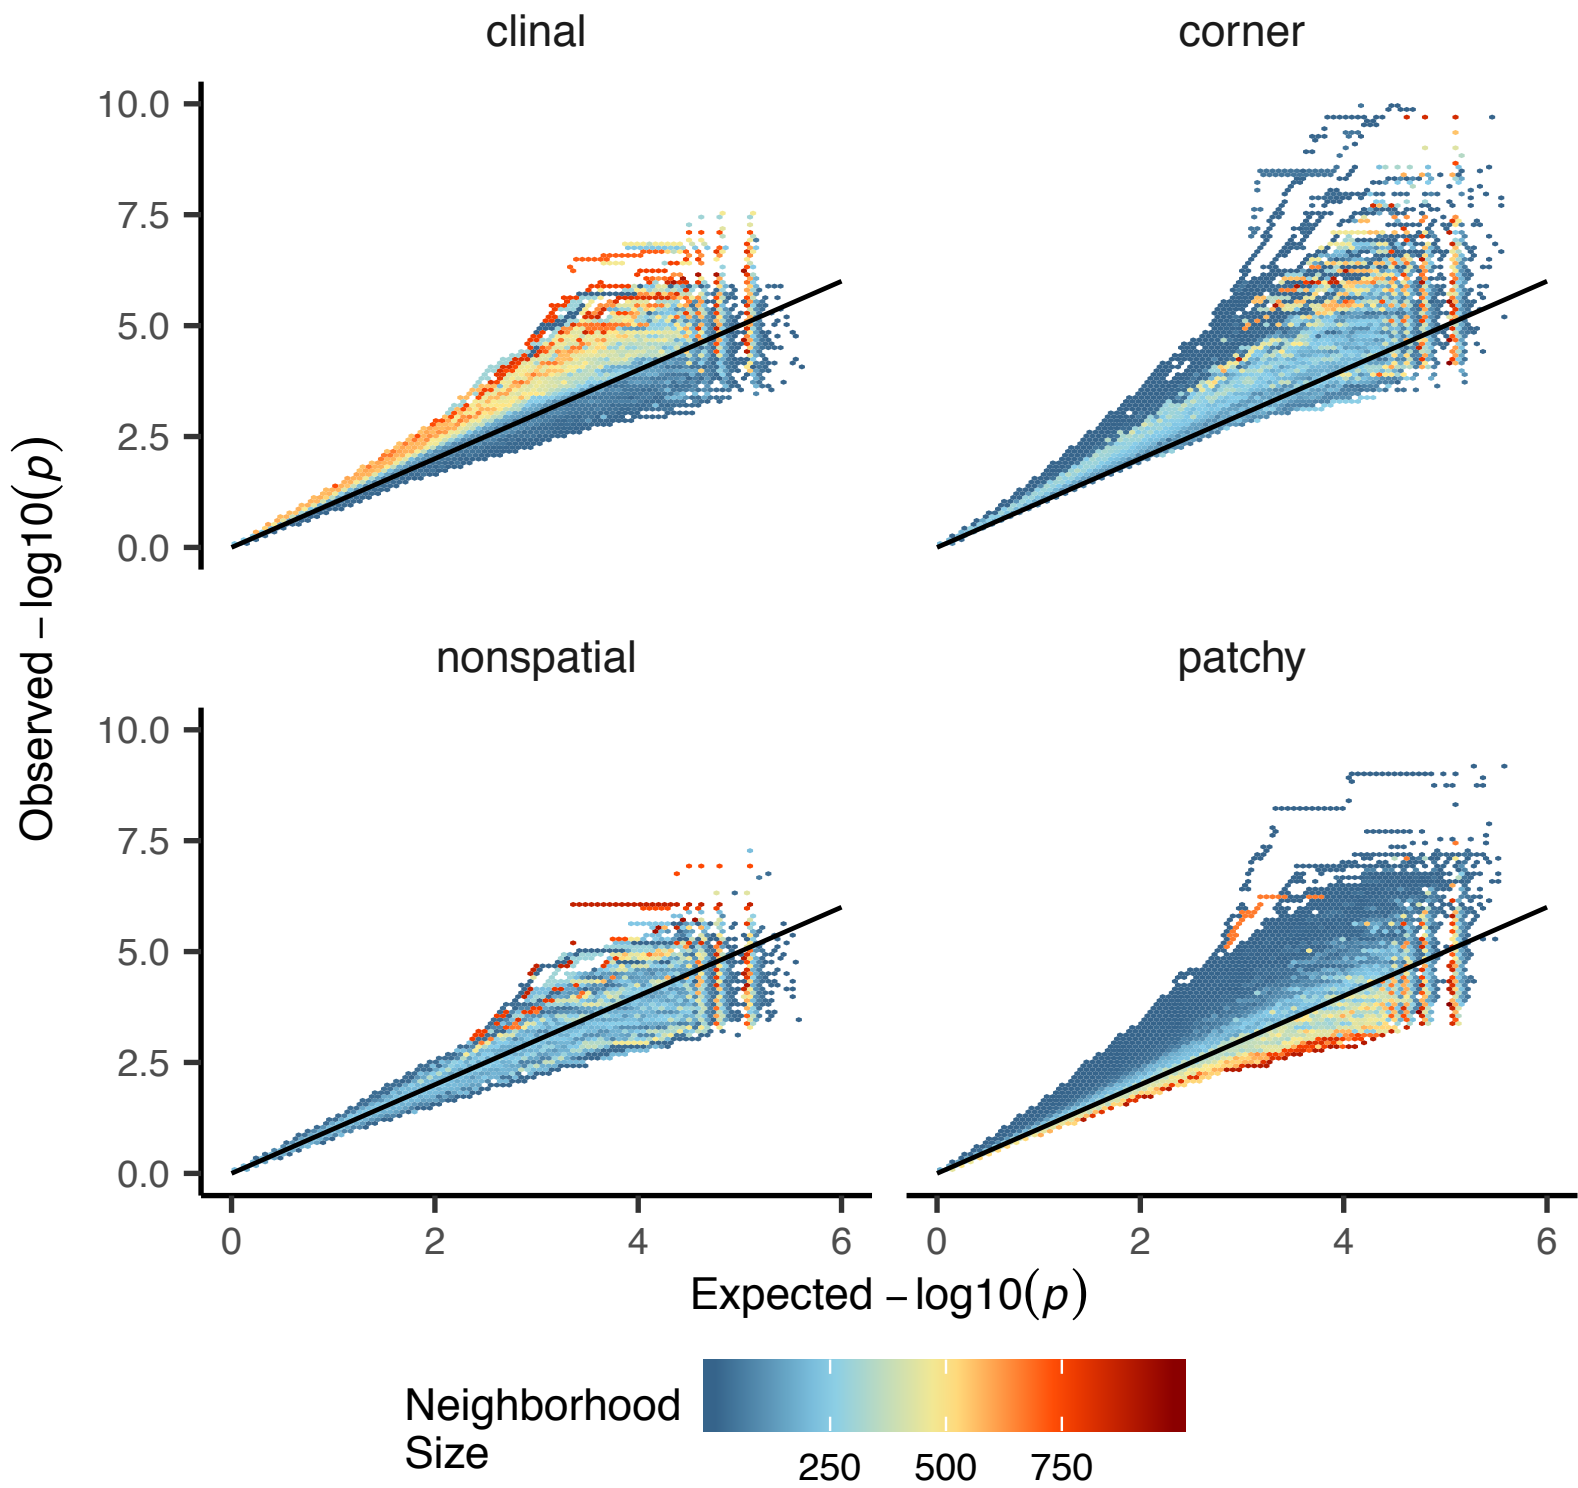 clinal
corner
10.0
7.5
5.0
2.5
0.0
nonspatial
patchy
10.0
7.5
5.0
2.5
0.0
Observed −log10(p)
0 2 4 6
0 2 4 6
Expected −log10(p)
Neighborhood
Size
250 500 750